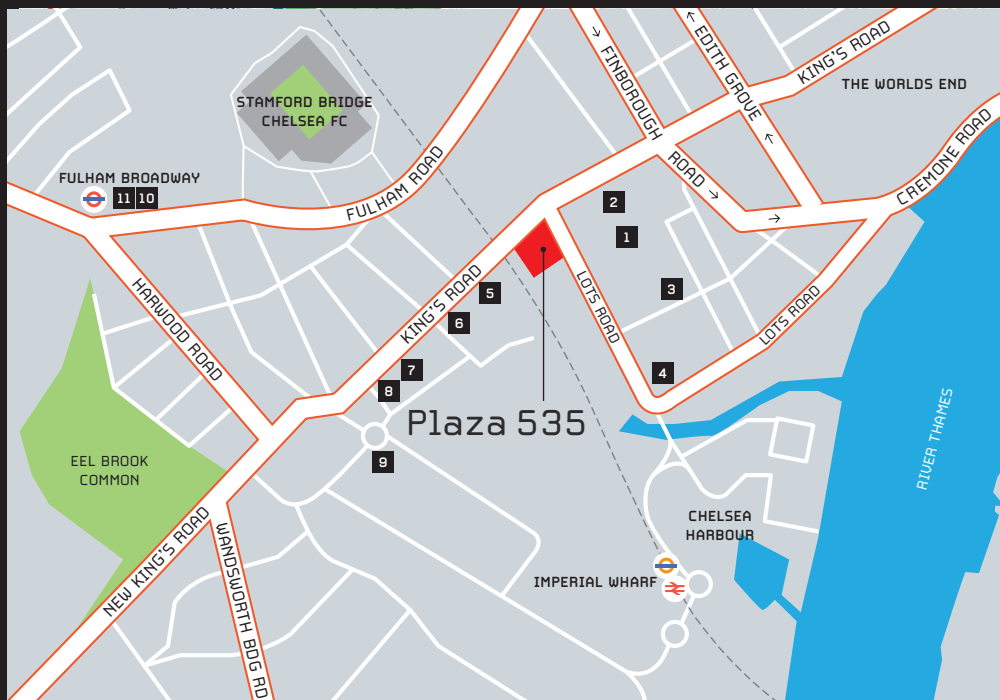 STAMFORD BRIDGE
CHELSEA FC
FINBOROUGH
ROAD
EDITH GROVE
KING'S ROAD
THE WORLDS END
CREMONE ROAD
FULHAM BROADWAY
11 10
FULHAM ROAD
2
1
3
4
LOTS ROAD
LOTS ROAD
HARWOOD ROAD
KING'S ROAD
5
6
7
8
9
Plaza 535
EEL BROOK
COMMON
RIVER THAMES
NEW KING'S ROAD
WANDSWORTH BDG RD
CHELSEA
HARBOUR
IMPERIAL WHARF